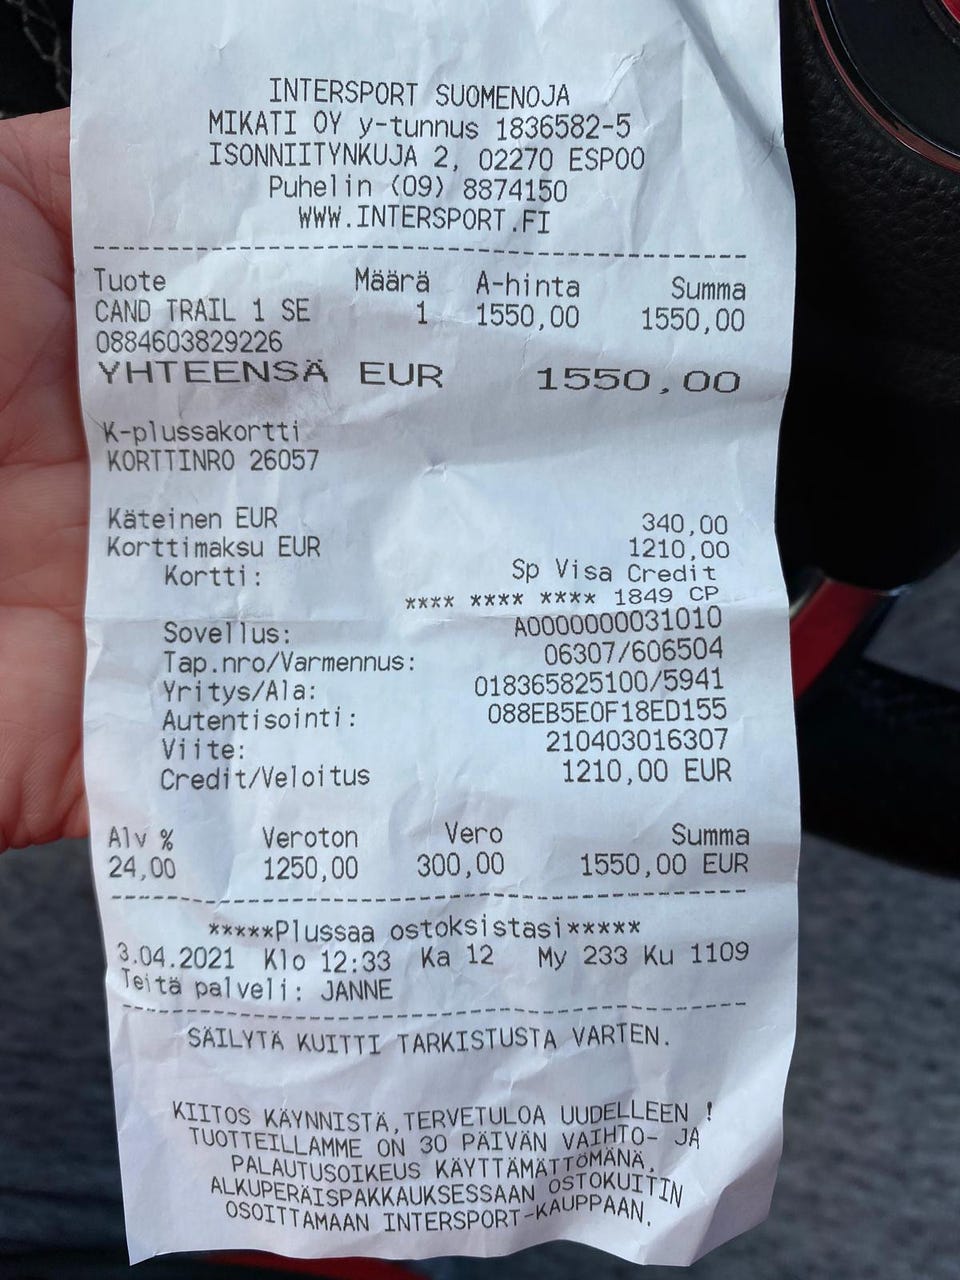 INTERSPORT SUOMENOJA
MIKATI OY y-tunnus 1836582-5
ISONNIITYNKUJA 2, 02270 ESPOO
Puhelin (09) 8874150
WWW.INTERSPORT.FI
Tuote Määrä A-hinta Summa
CAND TRAIL 1 SE 1 1550,00 1550,00
0884603829226
YHTEENSÄ EUR 1550,00
K-plussakortti
KORTTINRO 26057
Käteinen EUR 340,00
Korttimaksu EUR 1210,00
Kortti: Sp Visa Credit
**** **** **** 1849 CP
Sovellus: A0000000031010
Tap.nro/Varmennus: 06307/606504
Yritys/Ala: 018365825100/5941
Autentisointi: 088EB5E0F18ED155
Viite: 210403016307
Credit/Veloitus 1210,00 EUR
Alv % Veroton Vero Summa
24,00 1250,00 300,00 1550,00 EUR
*****Plussaa ostoksistasi*****
3.04.2021 Klo 12:33 Ka 12 My 233 Ku 1109
Teitä palveli: JANNE
SÄILYTÄ KUITTI TARKISTUSTA VARTEN.
KIITOS KÄYNNISTÄ,TERVETULOA UUDELLEEN !
TUOTTEILLAMME ON 30 PÄIVÄN VAIHTO- JA
PALAUTUSOIKEUS KÄYTTÄMÄTTÖMÄNÄ,
ALKUPERÄISPAKKAUKSESSAAN OSTOKUITIN
OSOITTAMAAN INTERSPORT-KAUPPAAN.